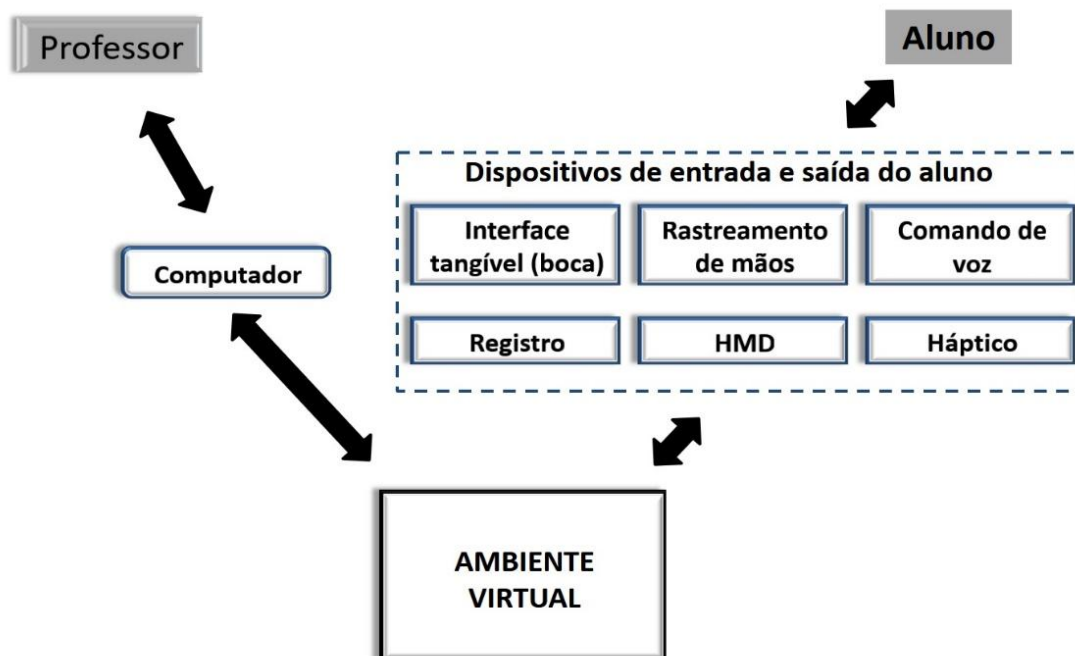 Professor
Aluno
Dispositivos de entrada e saída do aluno
Interface
tangível (boca)
Rastreamento
de mãos
Comando de
voz
Computador
Registro
HMD
Háptico
AMBIENTE
VIRTUAL